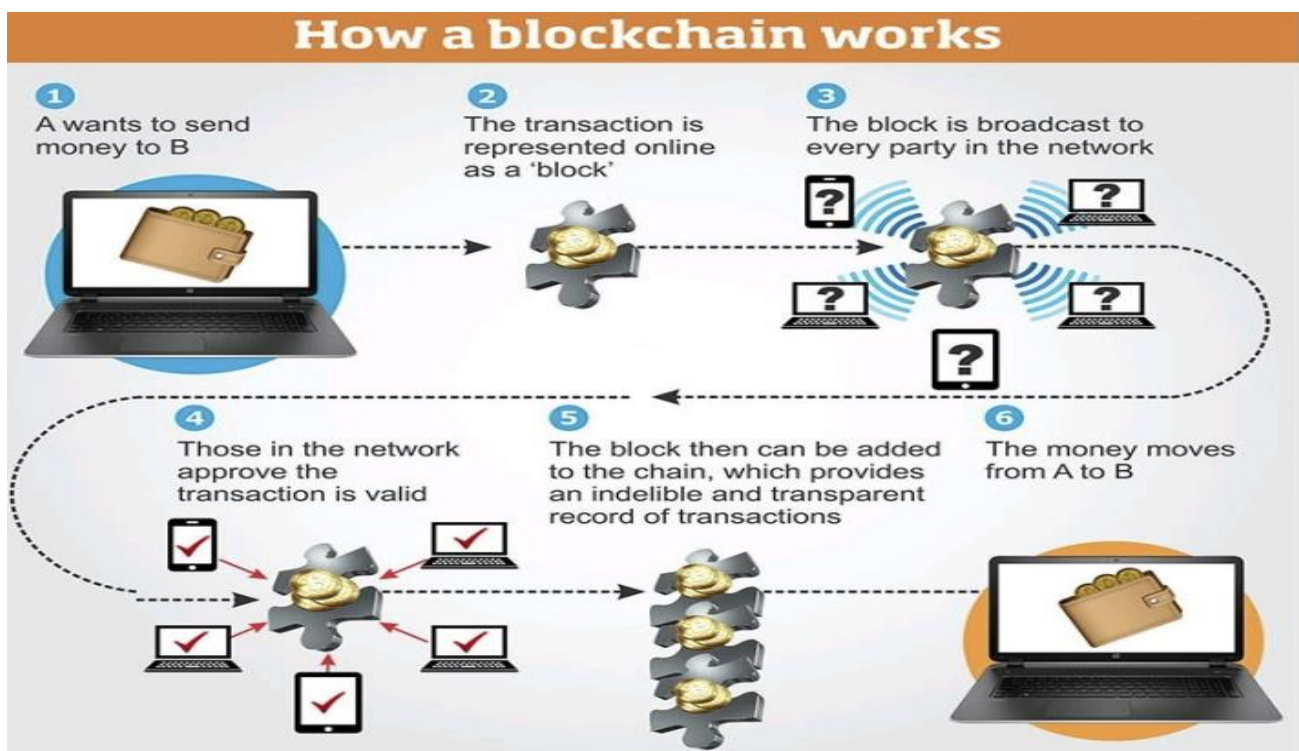 How a blockchain works
1
A wants to send
money to B
2
The transaction is
represented online
as a ‘block’
3
The block is broadcast to
every party in the network
?
?
?
?
?
4
Those in the network
approve the
transaction is valid
5
The block then can be added
to the chain, which provides
an indelible and transparent
record of transactions
6
The money moves
from A to B